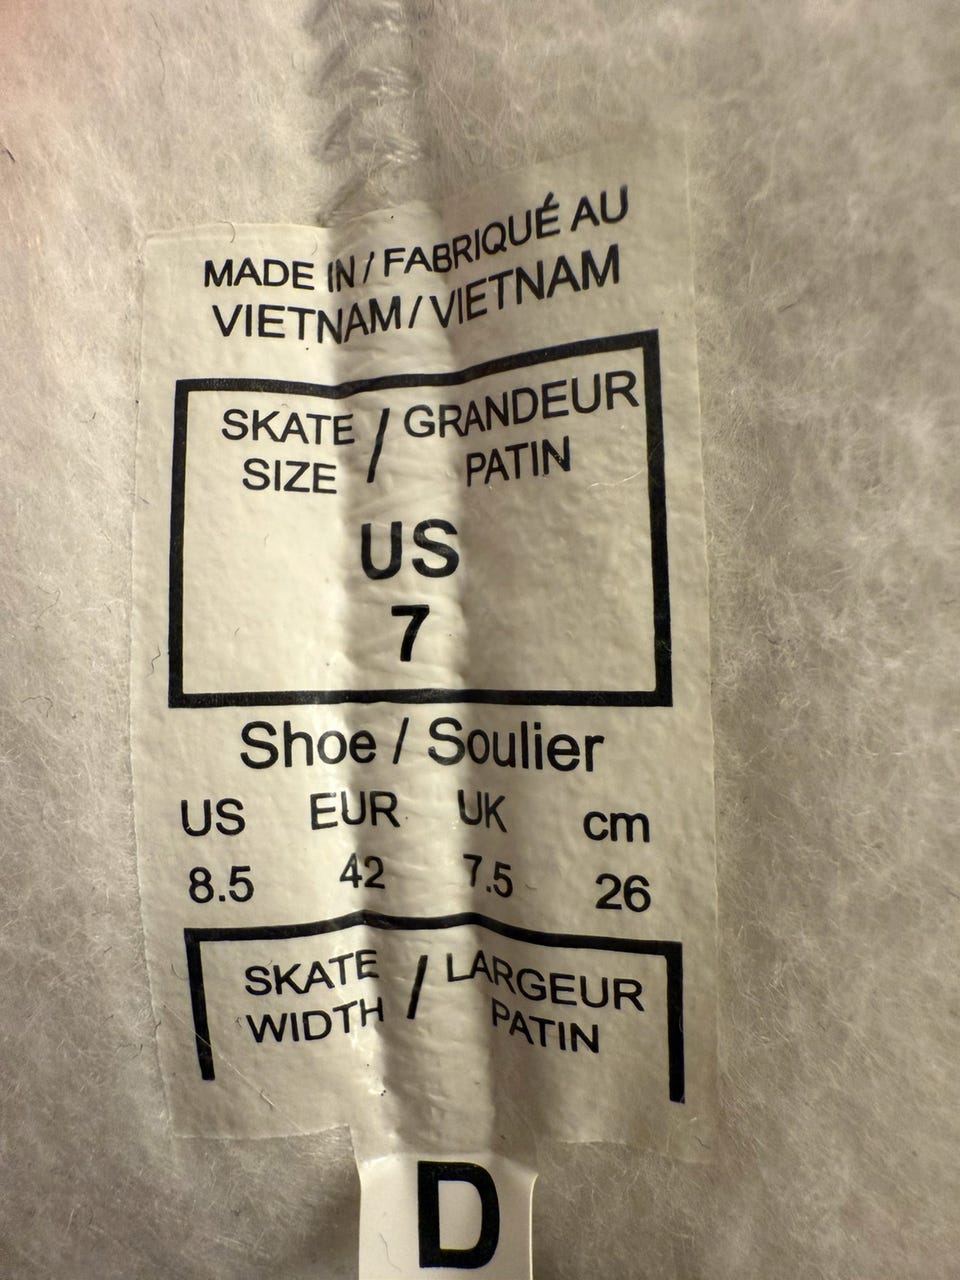 MADE IN / FABRIQUÉ AU
VIETNAM / VIETNAM
SKATE / GRANDEUR
SIZE PATIN
US
7
Shoe / Soulier
US EUR UK cm
8.5 42 7.5 26
SKATE / LARGEUR
WIDTH PATIN
D